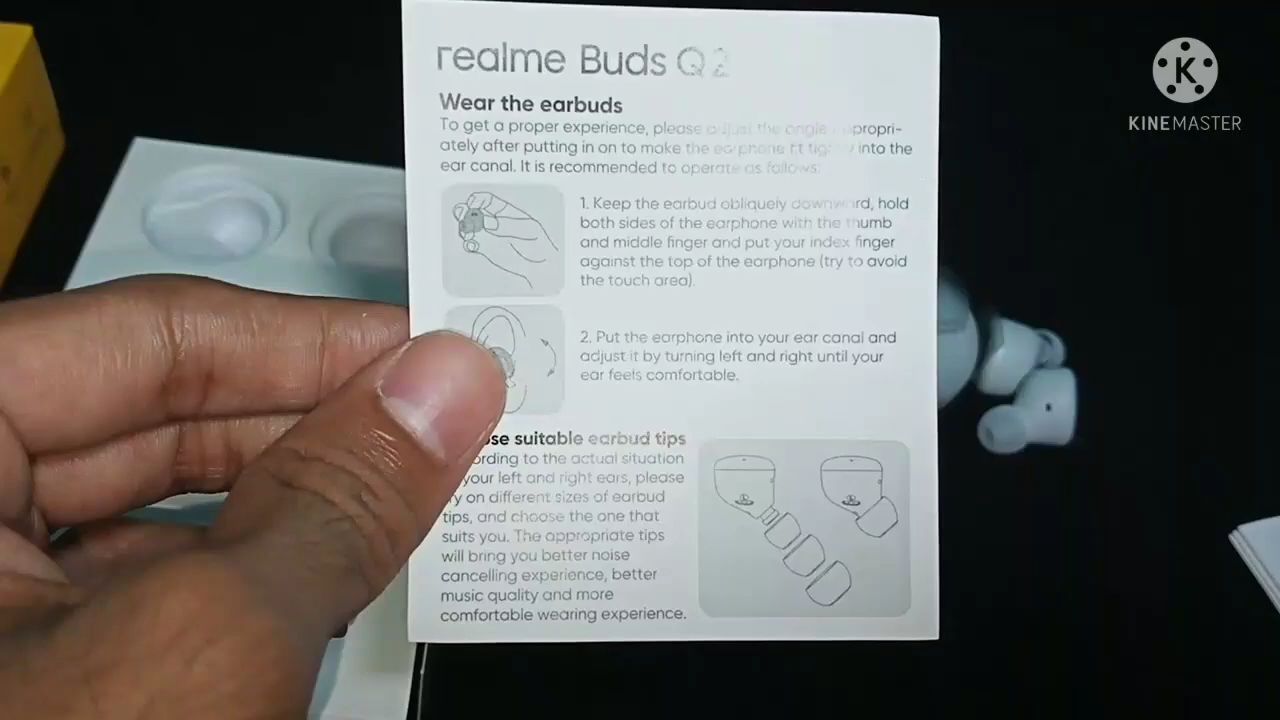 realme Buds Q2
Wear the earbuds
To get a proper experience, please adjust the angle appropri-
ately after putting in on to make the earphone fit tightly into the
ear canal. It is recommended to operate as follows:
1. Keep the earbud obliquely downward, hold
both sides of the earphone with the thumb
and middle finger and put your index finger
against the top of the earphone (try to avoid
the touch area).
2. Put the earphone into your ear canal and
adjust it by turning left and right until your
ear feels comfortable.
suitable earbud tips
to the actual situation
your left and right ears, please
on different sizes of earbud
tips, and choose the one that
suits you. The appropriate tips
will bring you better noise
cancelling experience, better
music quality and more
comfortable wearing experience.
K
KINEMASTER